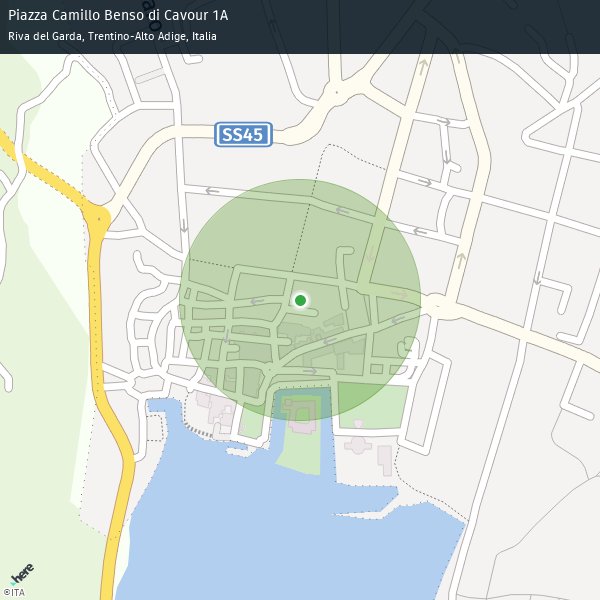 Piazza Camillo Benso di Cavour 1A
Riva del Garda, Trentino-Alto Adige, Italia
SS45
here
©ITA